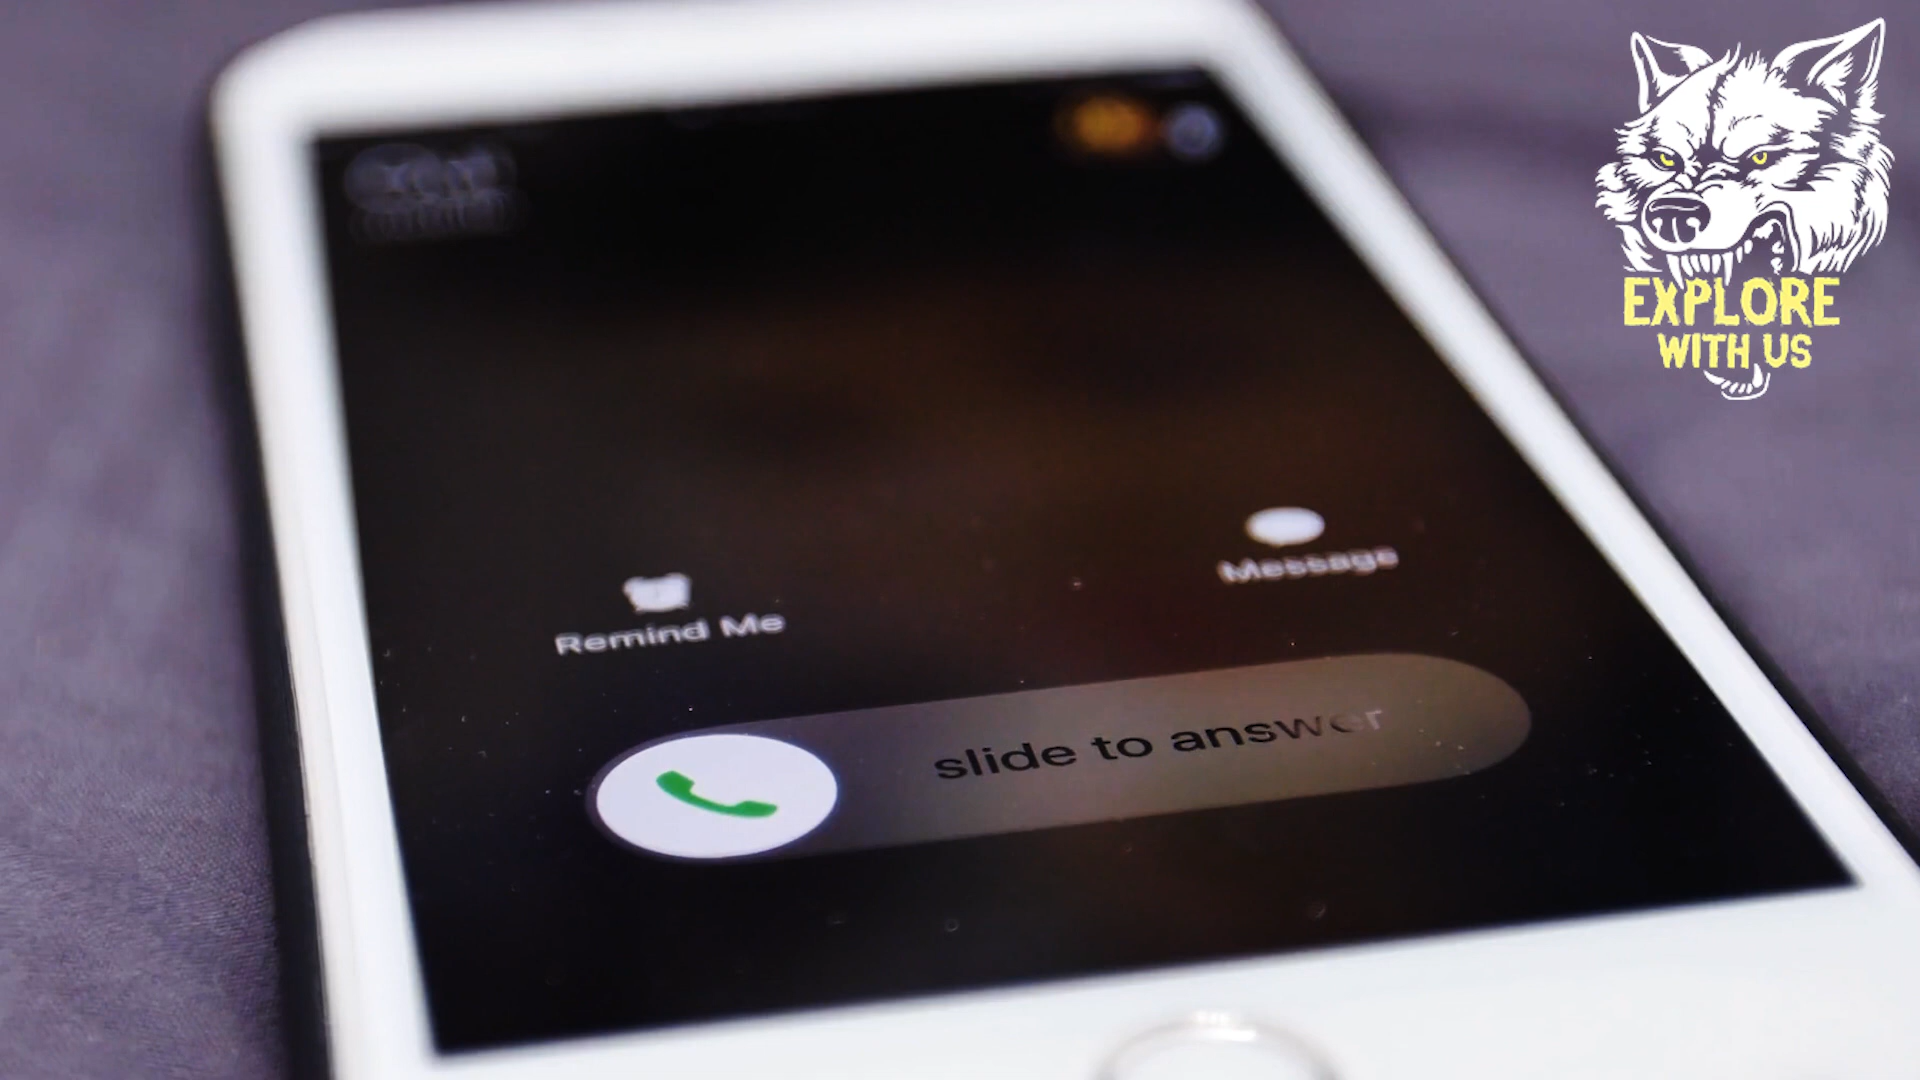 EXPLORE
WITH US
Message
Remind Me
slide to answer